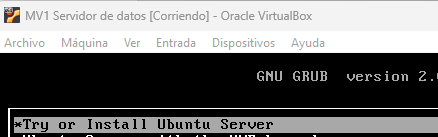 MV1 Servidor de datos [Corriendo] - Oracle VirtualBox
Archivo Máquina Ver Entrada Dispositivos Ayuda
GNU GRUB version 2.0
*Try or Install Ubuntu Server